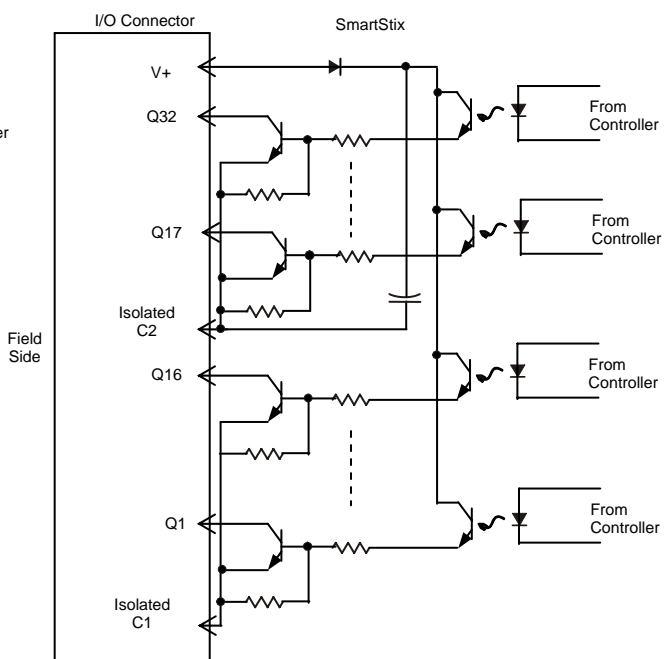 I/O Connector
SmartStix
V+
Q32
From
Controller
Q17
From
Controller
Isolated
C2
Field
Side
Q16
From
Controller
Q1
From
Controller
Isolated
C1